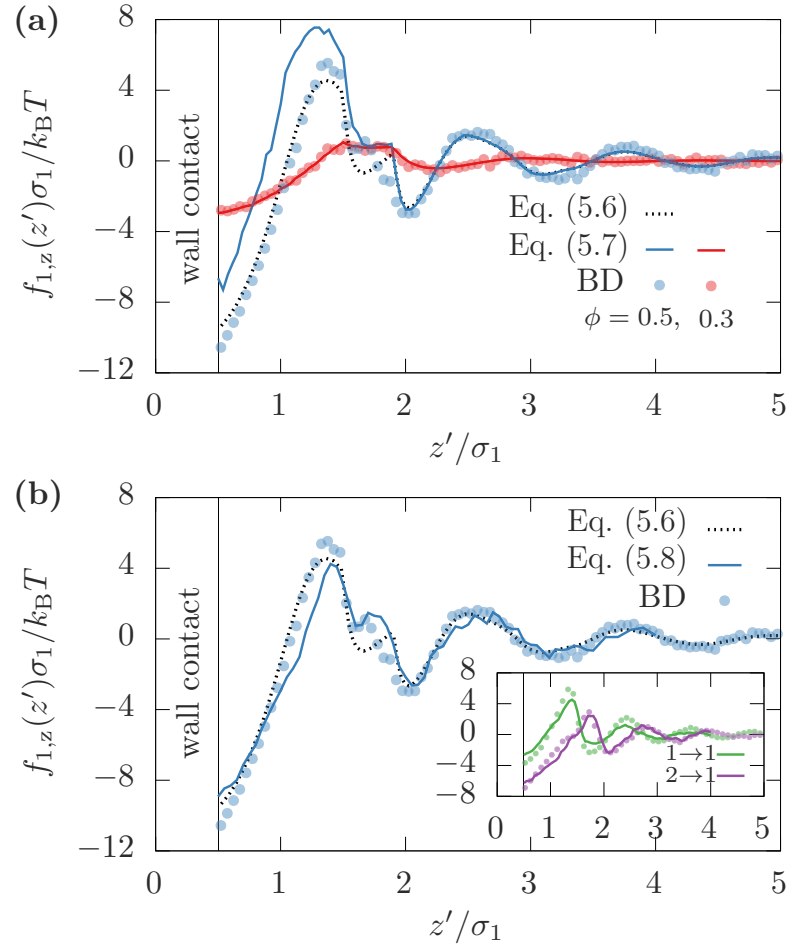 (a)
8
4
0
−4
−8
−12
f₁,z(z′)σ₁/k_BT
wall contact
Eq. (5.6)
Eq. (5.7)
BD
ϕ = 0.5, 0.3
0 1 2 3 4 5
z′/σ₁
(b)
8
4
0
−4
−8
−12
f₁,z(z′)σ₁/k_BT
wall contact
Eq. (5.6)
Eq. (5.8)
BD
8
4
0
−4
−8
1→1
2→1
0 1 2 3 4 5
0 1 2 3 4 5
z′/σ₁